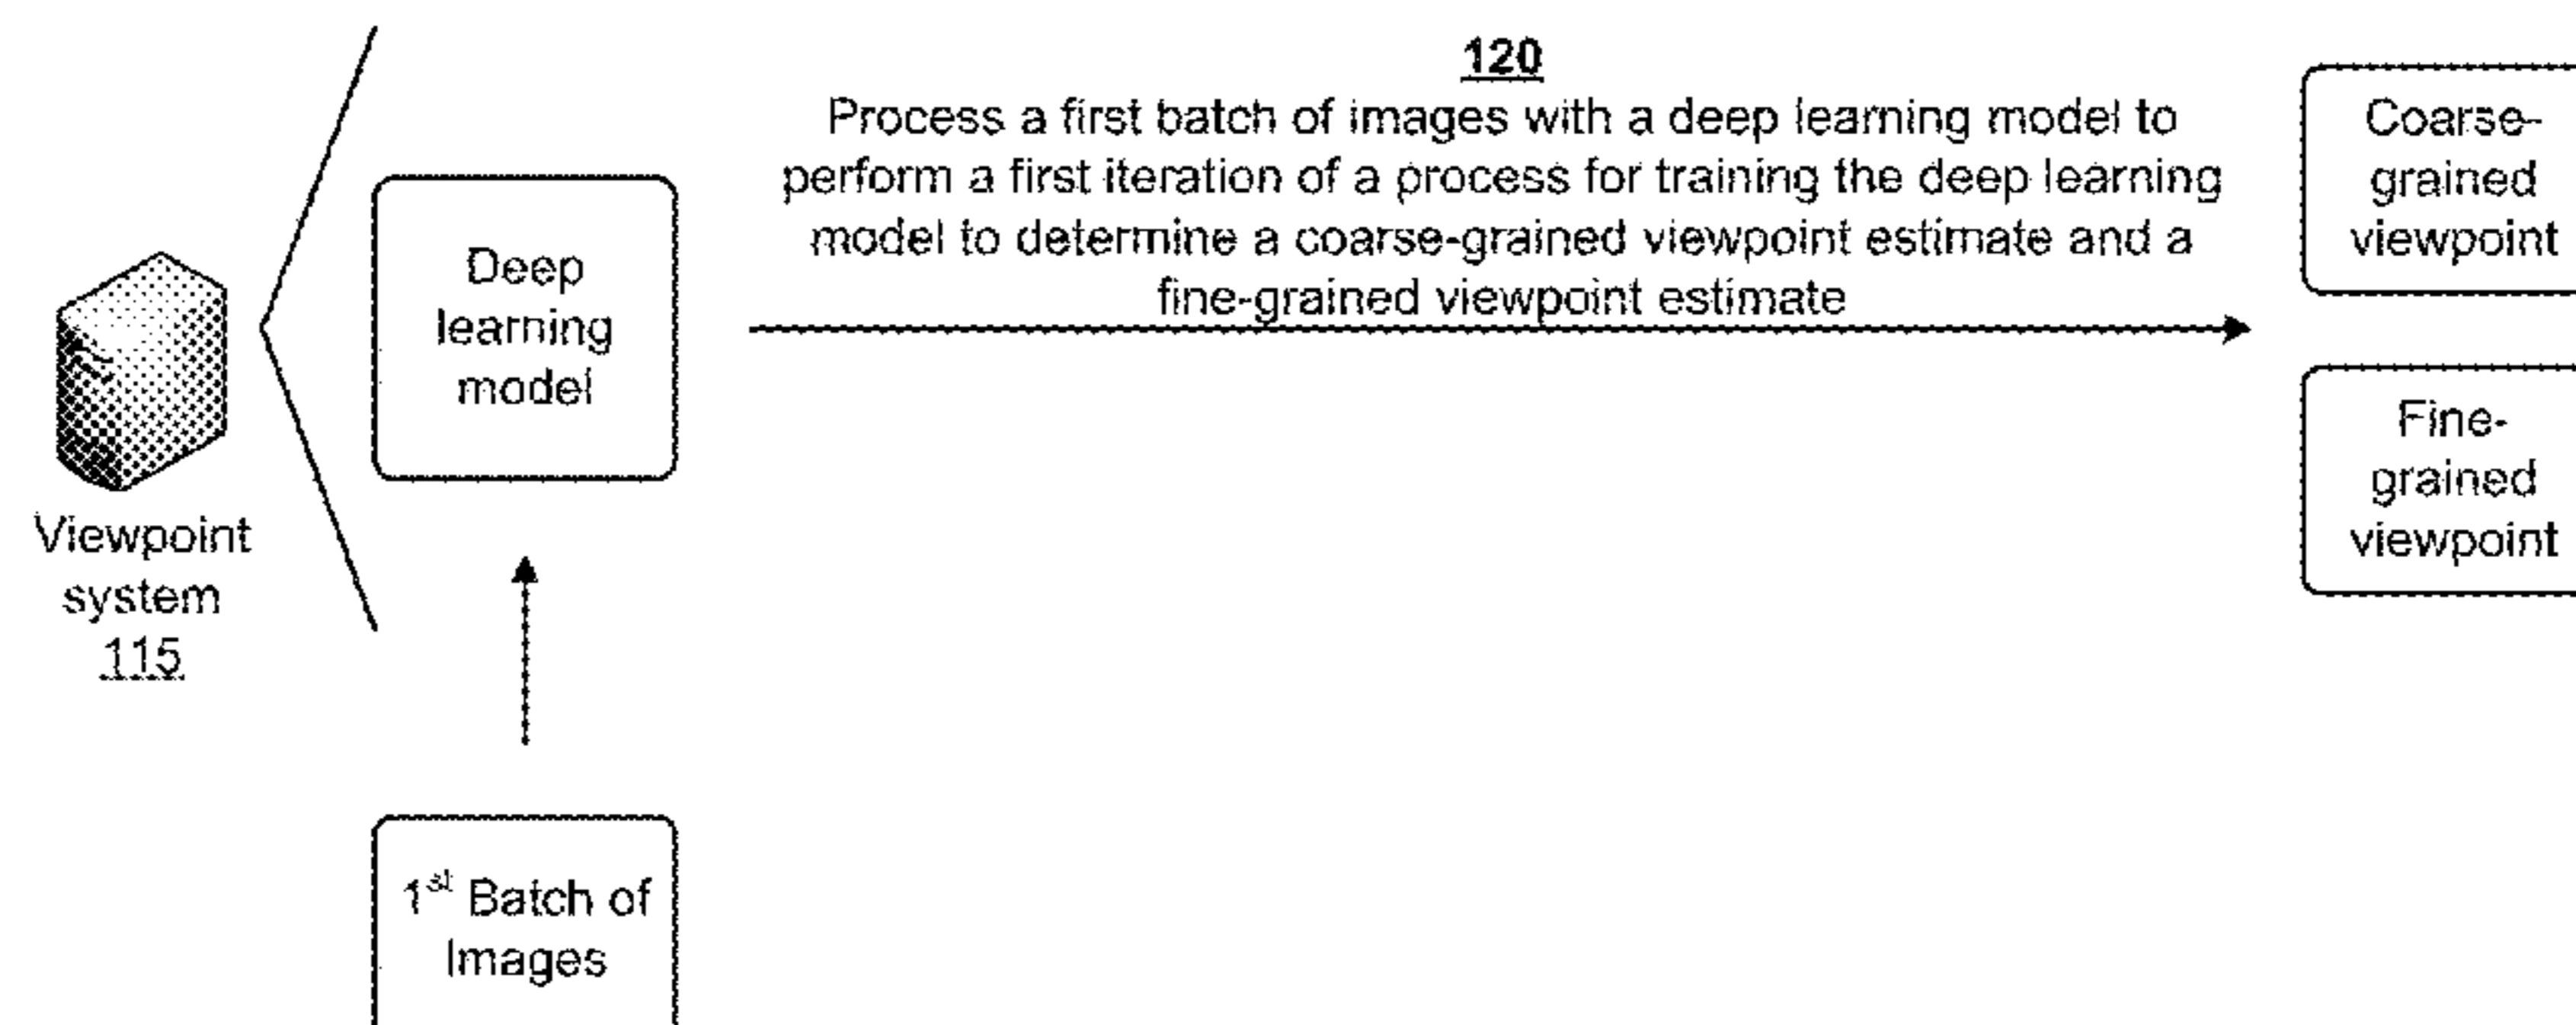 120
Process a first batch of images with a deep learning model to
perform a first iteration of a process for training the deep learning
model to determine a coarse-grained viewpoint estimate and a
fine-grained viewpoint estimate
Deep
learning
model
Viewpoint
system
115
1st Batch of
Images
Coarse-
grained
viewpoint
Fine-
grained
viewpoint